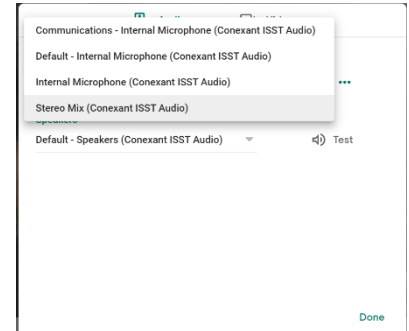 Communications - Internal Microphone (Conexant ISST Audio)
Default - Internal Microphone (Conexant ISST Audio)
Internal Microphone (Conexant ISST Audio)
Stereo Mix (Conexant ISST Audio)
Speakers
Default - Speakers (Conexant ISST Audio)
Test
Done